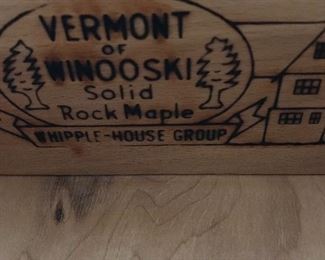 VERMONT
OF
WINOOSKI
Solid
Rock Maple
WHIPPLE-HOUSE GROUP